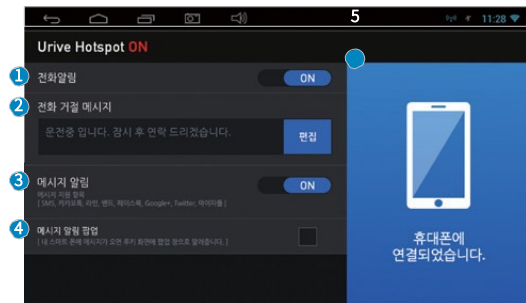 5
11:28
Urive Hotspot ON
1 전화알림
ON
2 전화 거절 메시지
운전중 입니다. 잠시 후 연락 드리겠습니다.
편집
3 메시지 알림
메시지 지원 항목
[ SMS, 카카오톡, 라인, 밴드, 페이스북, Google+, Twitter, 마이피플 ]
ON
4 메시지 알림 팝업
[ 내 스마트 폰에 메시지가 오면 루키 화면에 팝업 창으로 알려줍니다. ]
휴대폰에
연결되었습니다.